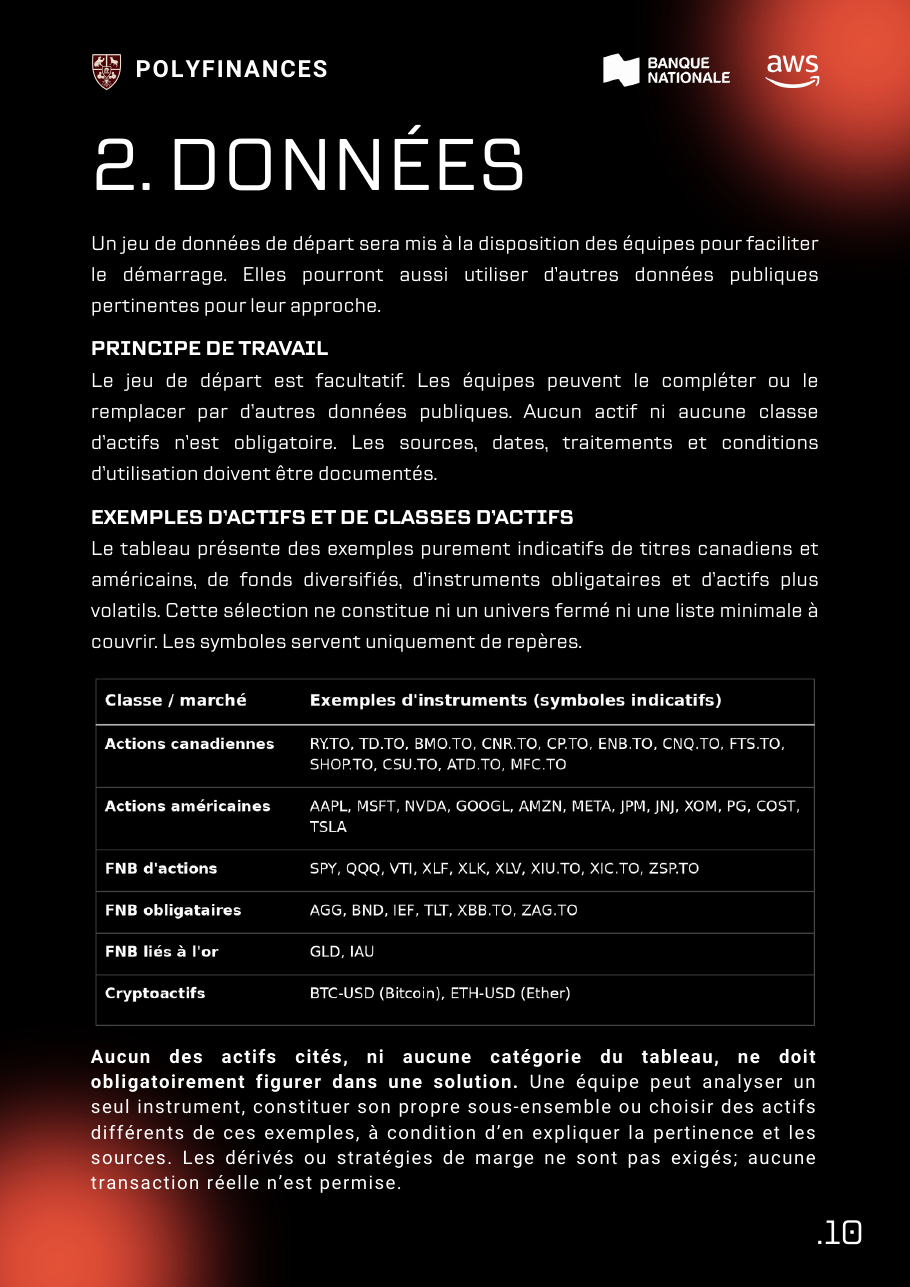 POLYFINANCES
BANQUE
NATIONALE
aws
2. DONNÉES
Un jeu de données de départ sera mis à la disposition des équipes pour faciliter
le démarrage. Elles pourront aussi utiliser d'autres données publiques
pertinentes pour leur approche.
PRINCIPE DE TRAVAIL
Le jeu de départ est facultatif. Les équipes peuvent le compléter ou le
remplacer par d'autres données publiques. Aucun actif ni aucune classe
d'actifs n'est obligatoire. Les sources, dates, traitements et conditions
d'utilisation doivent être documentés.
EXEMPLES D'ACTIFS ET DE CLASSES D'ACTIFS
Le tableau présente des exemples purement indicatifs de titres canadiens et
américains, de fonds diversifiés, d'instruments obligataires et d'actifs plus
volatils. Cette sélection ne constitue ni un univers fermé ni une liste minimale à
couvrir. Les symboles servent uniquement de repères.
Classe / marché Exemples d'instruments (symboles indicatifs)
Actions canadiennes RY.TO, TD.TO, BMO.TO, CNR.TO, CP.TO, ENB.TO, CNQ.TO, FTS.TO,
SHOP.TO, CSU.TO, ATD.TO, MFC.TO
Actions américaines AAPL, MSFT, NVDA, GOOGL, AMZN, META, JPM, JNJ, XOM, PG, COST,
TSLA
FNB d'actions SPY, QQQ, VTI, XLF, XLK, XLV, XIU.TO, XIC.TO, ZSP.TO
FNB obligataires AGG, BND, IEF, TLT, XBB.TO, ZAG.TO
FNB liés à l'or GLD, IAU
Cryptoactifs BTC-USD (Bitcoin), ETH-USD (Ether)
Aucun des actifs cités, ni aucune catégorie du tableau, ne doit
obligatoirement figurer dans une solution. Une équipe peut analyser un
seul instrument, constituer son propre sous-ensemble ou choisir des actifs
différents de ces exemples, à condition d'en expliquer la pertinence et les
sources. Les dérivés ou stratégies de marge ne sont pas exigés; aucune
transaction réelle n'est permise.
.10